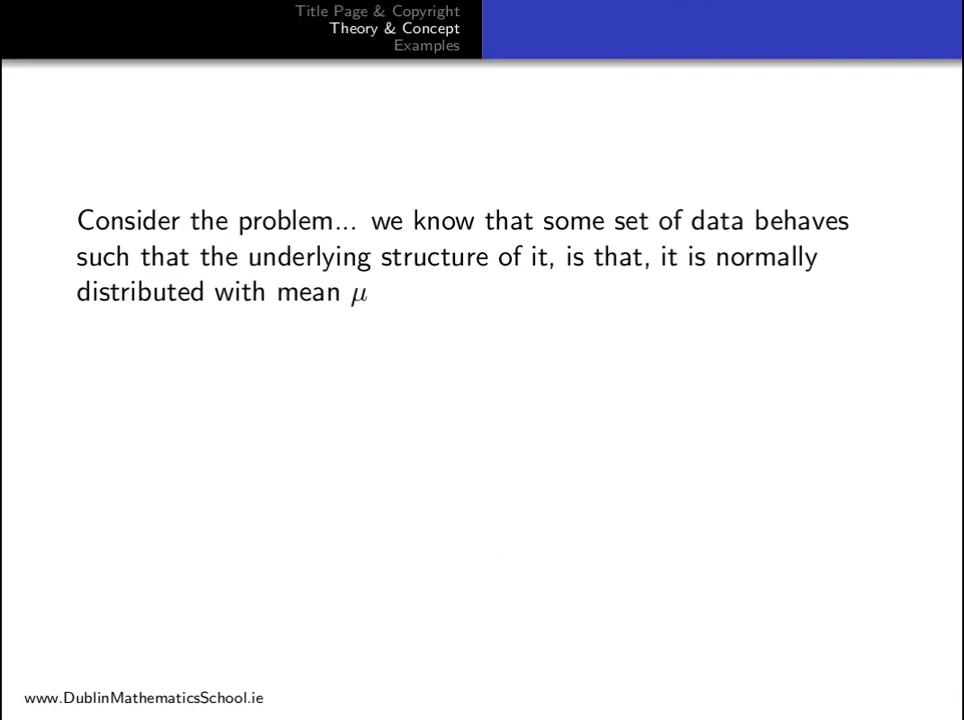 Title Page & Copyright
Theory & Concept
Examples
Consider the problem... we know that some set of data behaves
such that the underlying structure of it, is that, it is normally
distributed with mean μ
www.DublinMathematicsSchool.ie